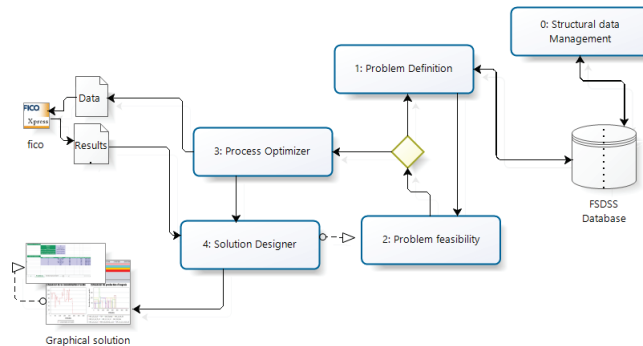 0: Structural data
Management
1: Problem Definition
Data
FICO
Xpress
fico
Results
3: Process Optimizer
FSDSS
Database
4: Solution Designer
2: Problem feasibility
Graphical solution